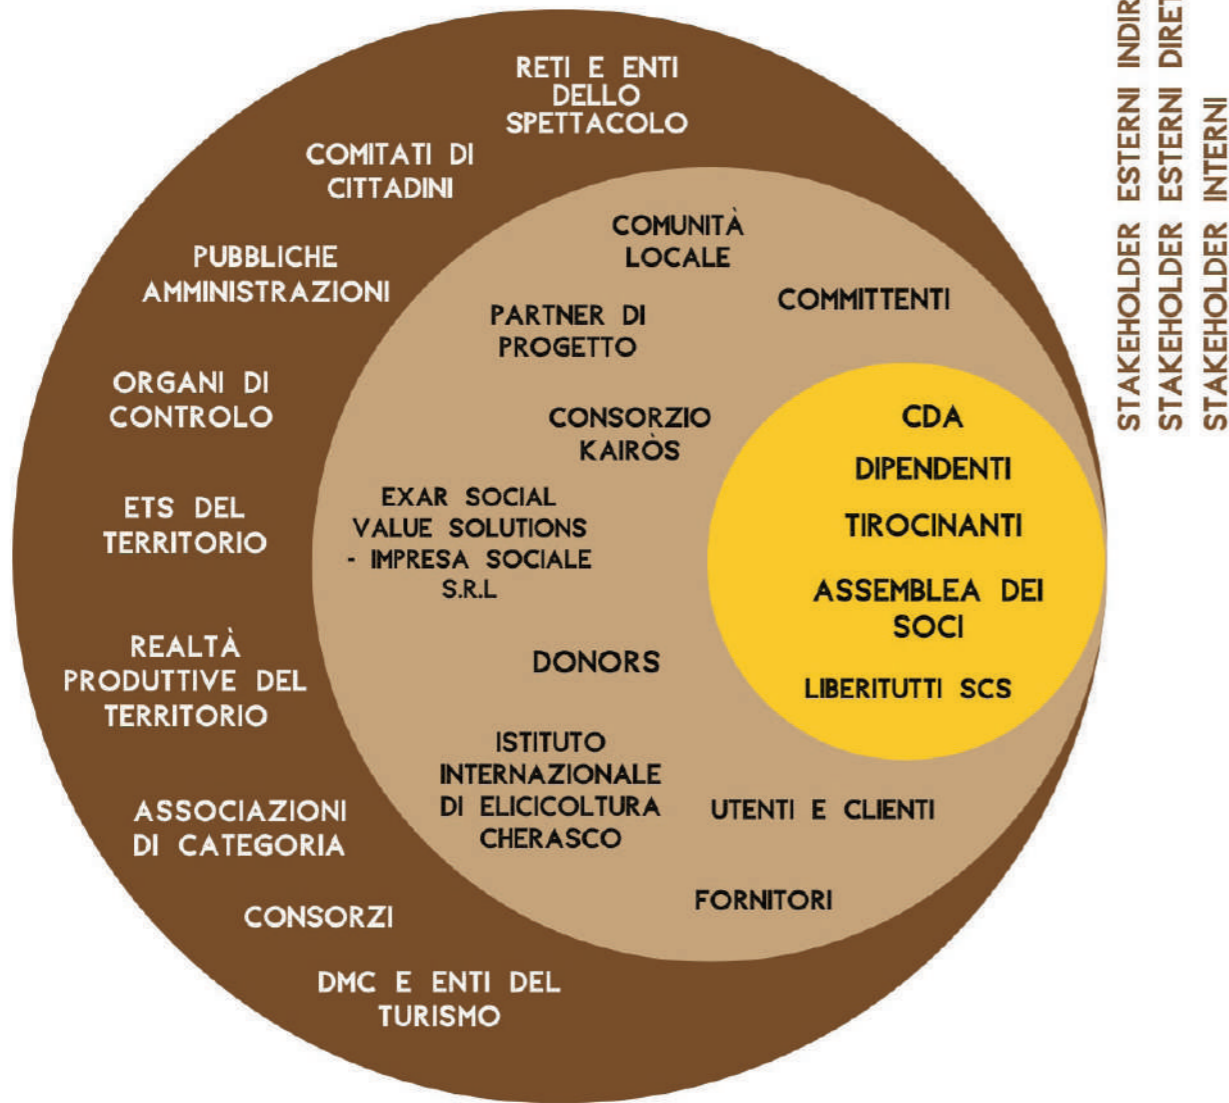 RETI E ENTI
DELLO
SPETTACOLO
COMITATI DI
CITTADINI
PUBBLICHE
AMMINISTRAZIONI
ORGANI DI
CONTROLO
ETS DEL
TERRITORIO
REALTÀ
PRODUTTIVE DEL
TERRITORIO
ASSOCIAZIONI
DI CATEGORIA
CONSORZI
DMC E ENTI DEL
TURISMO
COMUNITÀ
LOCALE
COMMITTENTI
PARTNER DI
PROGETTO
CONSORZIO
KAIRÒS
EXAR SOCIAL
VALUE SOLUTIONS
- IMPRESA SOCIALE
S.R.L
DONORS
ISTITUTO
INTERNAZIONALE
DI ELICICOLTURA
CHERASCO
UTENTI E CLIENTI
FORNITORI
CDA
DIPENDENTI
TIROCINANTI
ASSEMBLEA DEI
SOCI
LIBERITUTTI SCS
STAKEHOLDER ESTERNI
STAKEHOLDER ESTERNI
STAKEHOLDER INTERNI